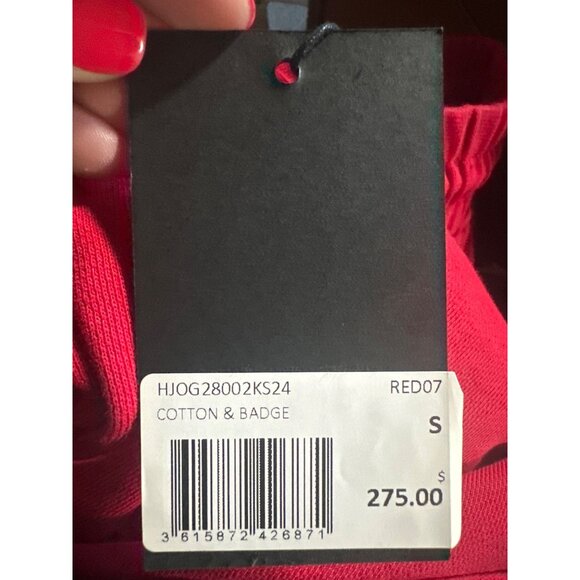 HJOG28002KS24 RED07
COTTON & BADGE
S
$
275.00
3 615872 426871